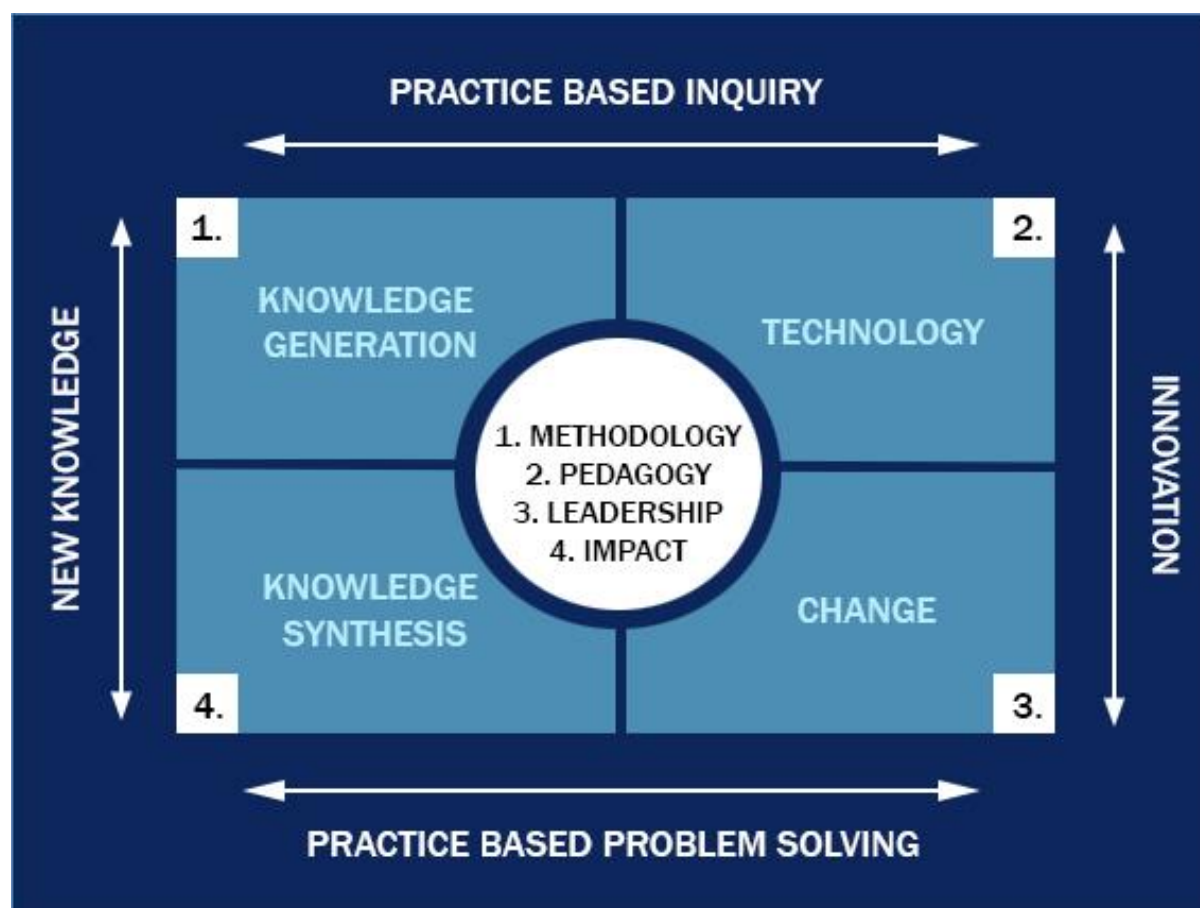 PRACTICE BASED INQUIRY
1.
2.
KNOWLEDGE
GENERATION
TECHNOLOGY
NEW KNOWLEDGE
INNOVATION
1. METHODOLOGY
2. PEDAGOGY
3. LEADERSHIP
4. IMPACT
KNOWLEDGE
SYNTHESIS
CHANGE
4.
3.
PRACTICE BASED PROBLEM SOLVING